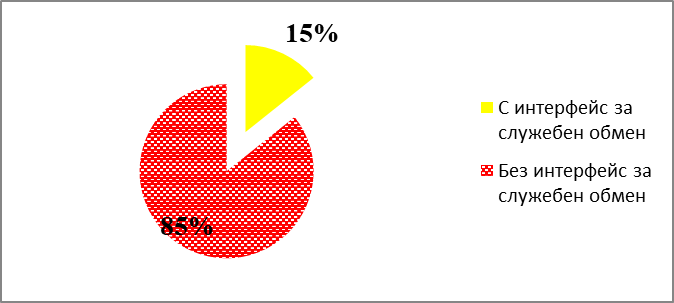 15%
С интерфейс за
служебен обмен
Без интерфейс за
служебен обмен
85%